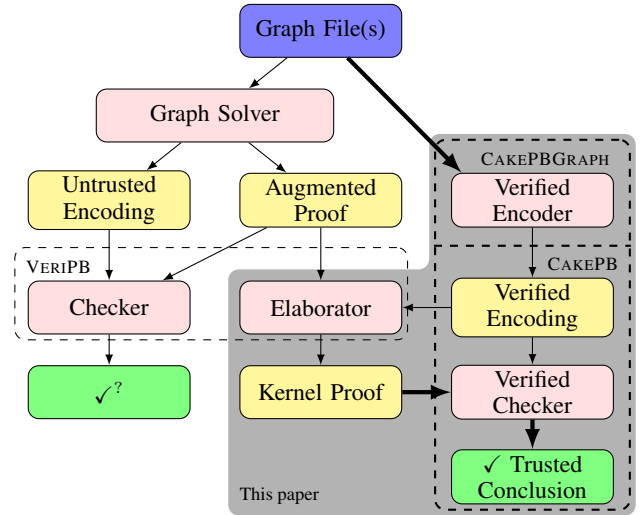 Graph File(s)
Graph Solver
CAKEPBGRAPH
Untrusted
Encoding
Augmented
Proof
Verified
Encoder
VERIPB
CAKEPB
Checker
Elaborator
Verified
Encoding
✓?
Kernel Proof
Verified
Checker
✓ Trusted
Conclusion
This paper